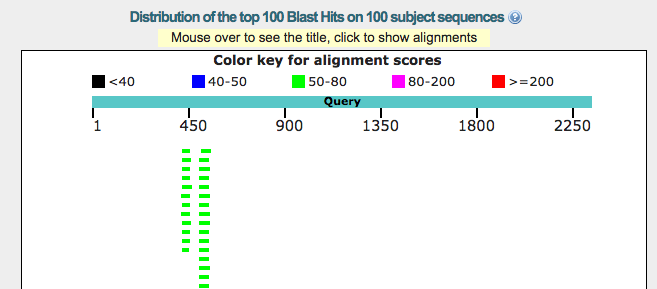 Distribution of the top 100 Blast Hits on 100 subject sequences ?
Mouse over to see the title, click to show alignments
Color key for alignment scores
<40 40-50 50-80 80-200 >=200
Query
1 450 900 1350 1800 2250